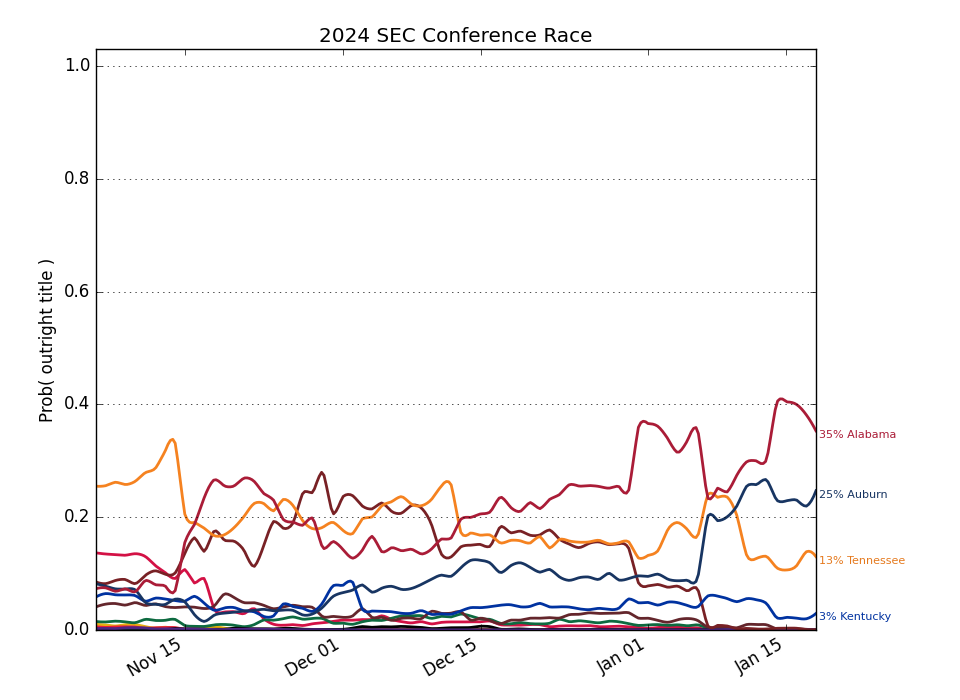 2024 SEC Conference Race
Prob( outright title )
1.0
0.8
0.6
0.4
0.2
0.0
35% Alabama
25% Auburn
13% Tennessee
3% Kentucky
Nov 15
Dec 01
Dec 15
Jan 01
Jan 15